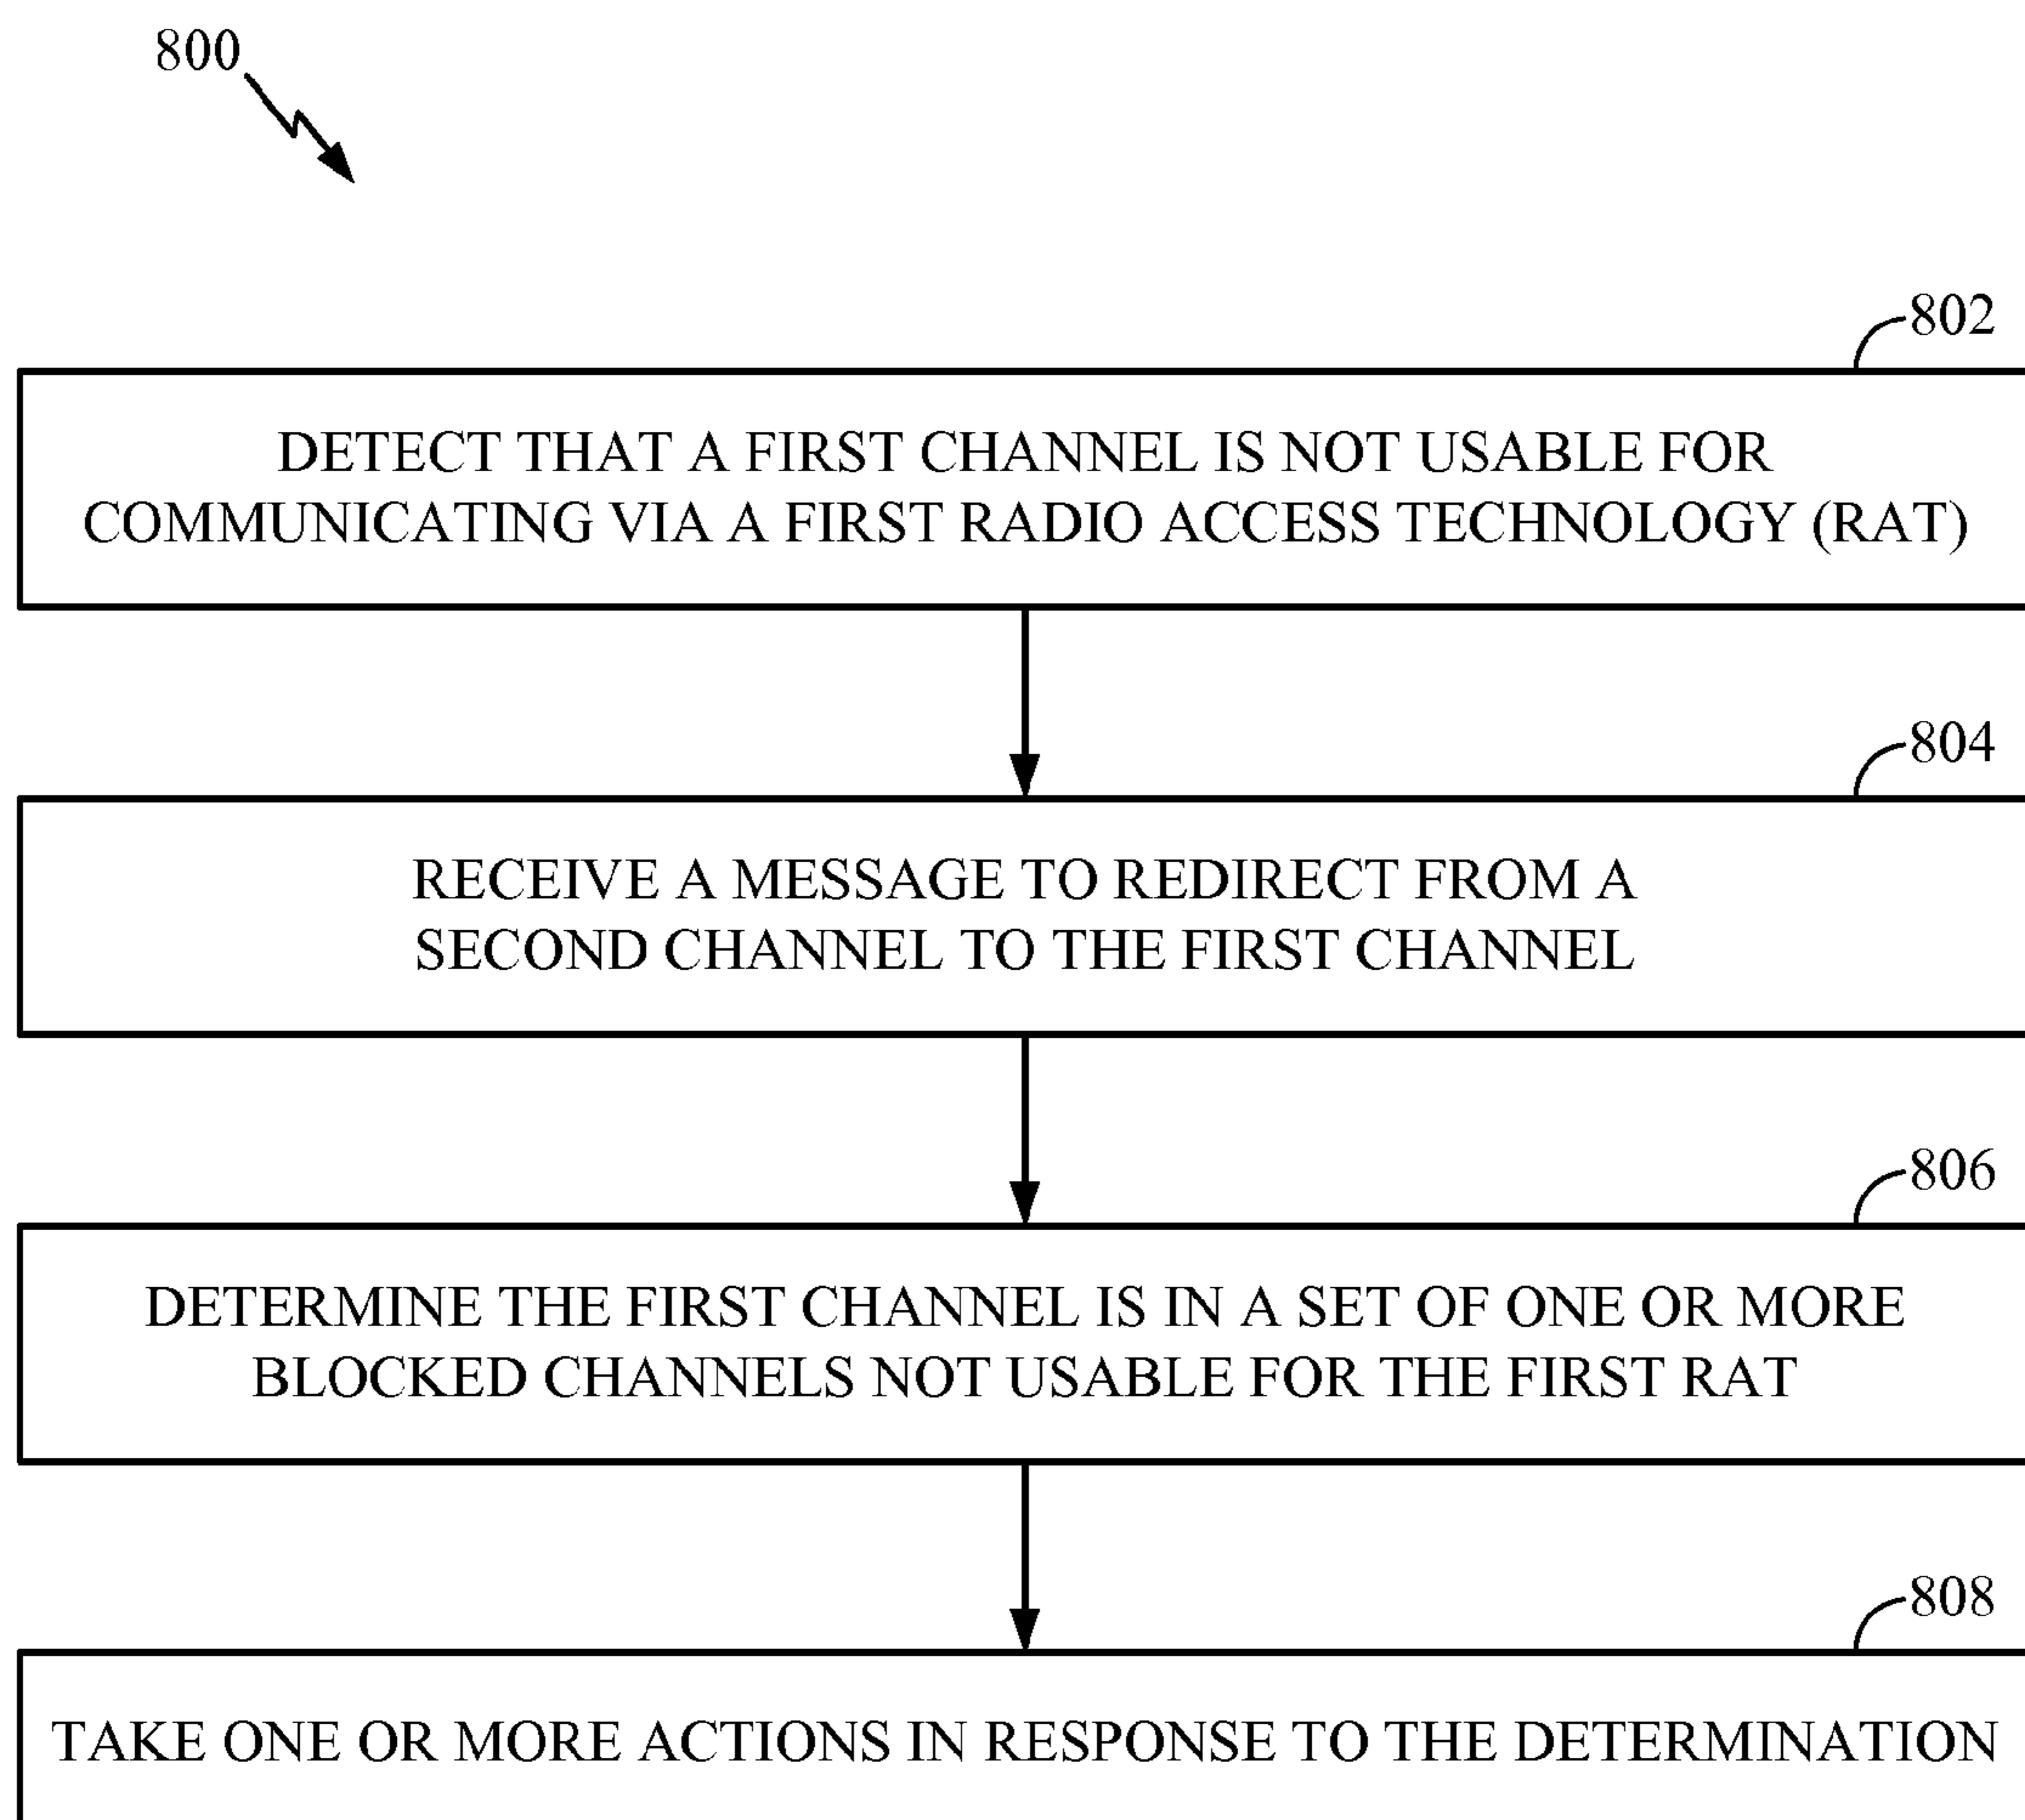 800
802
DETECT THAT A FIRST CHANNEL IS NOT USABLE FOR
COMMUNICATING VIA A FIRST RADIO ACCESS TECHNOLOGY (RAT)
804
RECEIVE A MESSAGE TO REDIRECT FROM A
SECOND CHANNEL TO THE FIRST CHANNEL
806
DETERMINE THE FIRST CHANNEL IS IN A SET OF ONE OR MORE
BLOCKED CHANNELS NOT USABLE FOR THE FIRST RAT
808
TAKE ONE OR MORE ACTIONS IN RESPONSE TO THE DETERMINATION